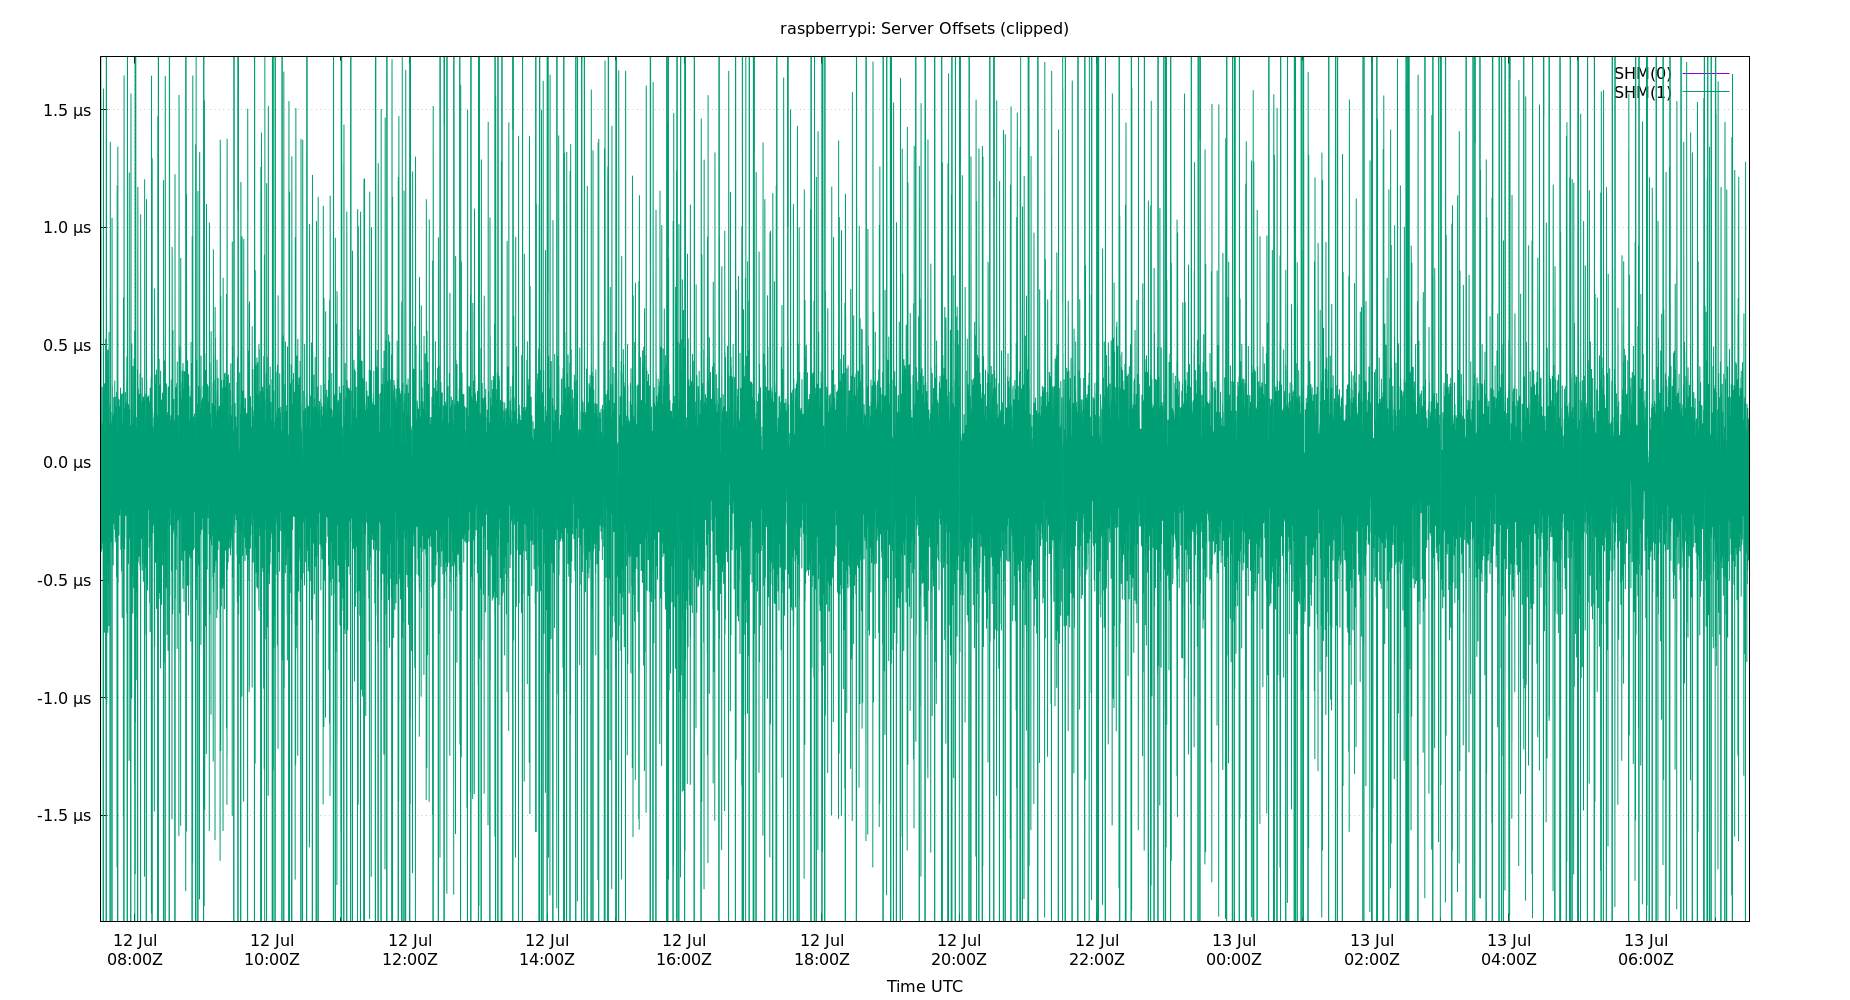 raspberrypi: Server Offsets (clipped)
SHM(0)
SHM(1)
1.5 µs
1.0 µs
0.5 µs
0.0 µs
-0.5 µs
-1.0 µs
-1.5 µs
12 Jul 12 Jul 12 Jul 12 Jul 12 Jul 12 Jul 12 Jul 12 Jul 13 Jul 13 Jul 13 Jul 13 Jul
08:00Z 10:00Z 12:00Z 14:00Z 16:00Z 18:00Z 20:00Z 22:00Z 00:00Z 02:00Z 04:00Z 06:00Z
Time UTC